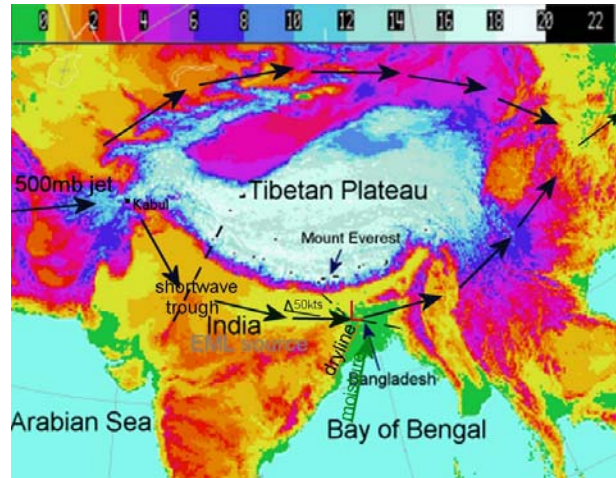 0 2 4 6 8 10 12 14 16 18 20 22
500mb jet
Kabul
Tibetan Plateau
Mount Everest
shortwave
trough
50kts
India
EML source
dryline
moisture
Bangladesh
Arabian Sea
Bay of Bengal